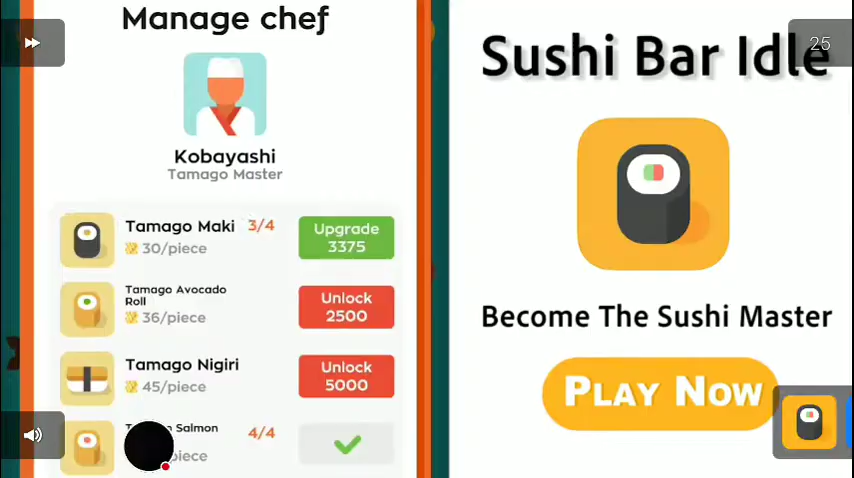 Manage chef
Kobayashi
Tamago Master
Tamago Maki 3/4
30/piece
Upgrade
3375
Tamago Avocado
Roll
36/piece
Unlock
2500
Tamago Nigiri
45/piece
Unlock
5000
Salmon
4/4
piece
25
Sushi Bar Idle
Become The Sushi Master
PLAY NOW